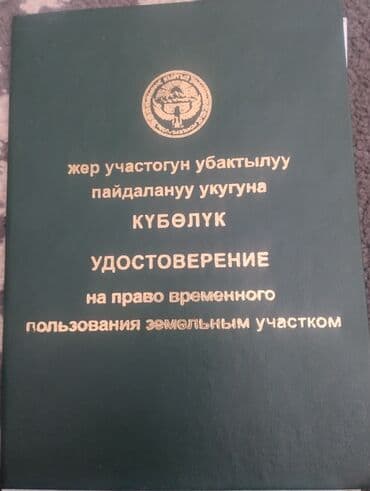 жер участогун убактылуу
пайдалануу укугуна
КҮБӨЛҮК
УДОСТОВЕРЕНИЕ
на право временного
пользования земельным участком